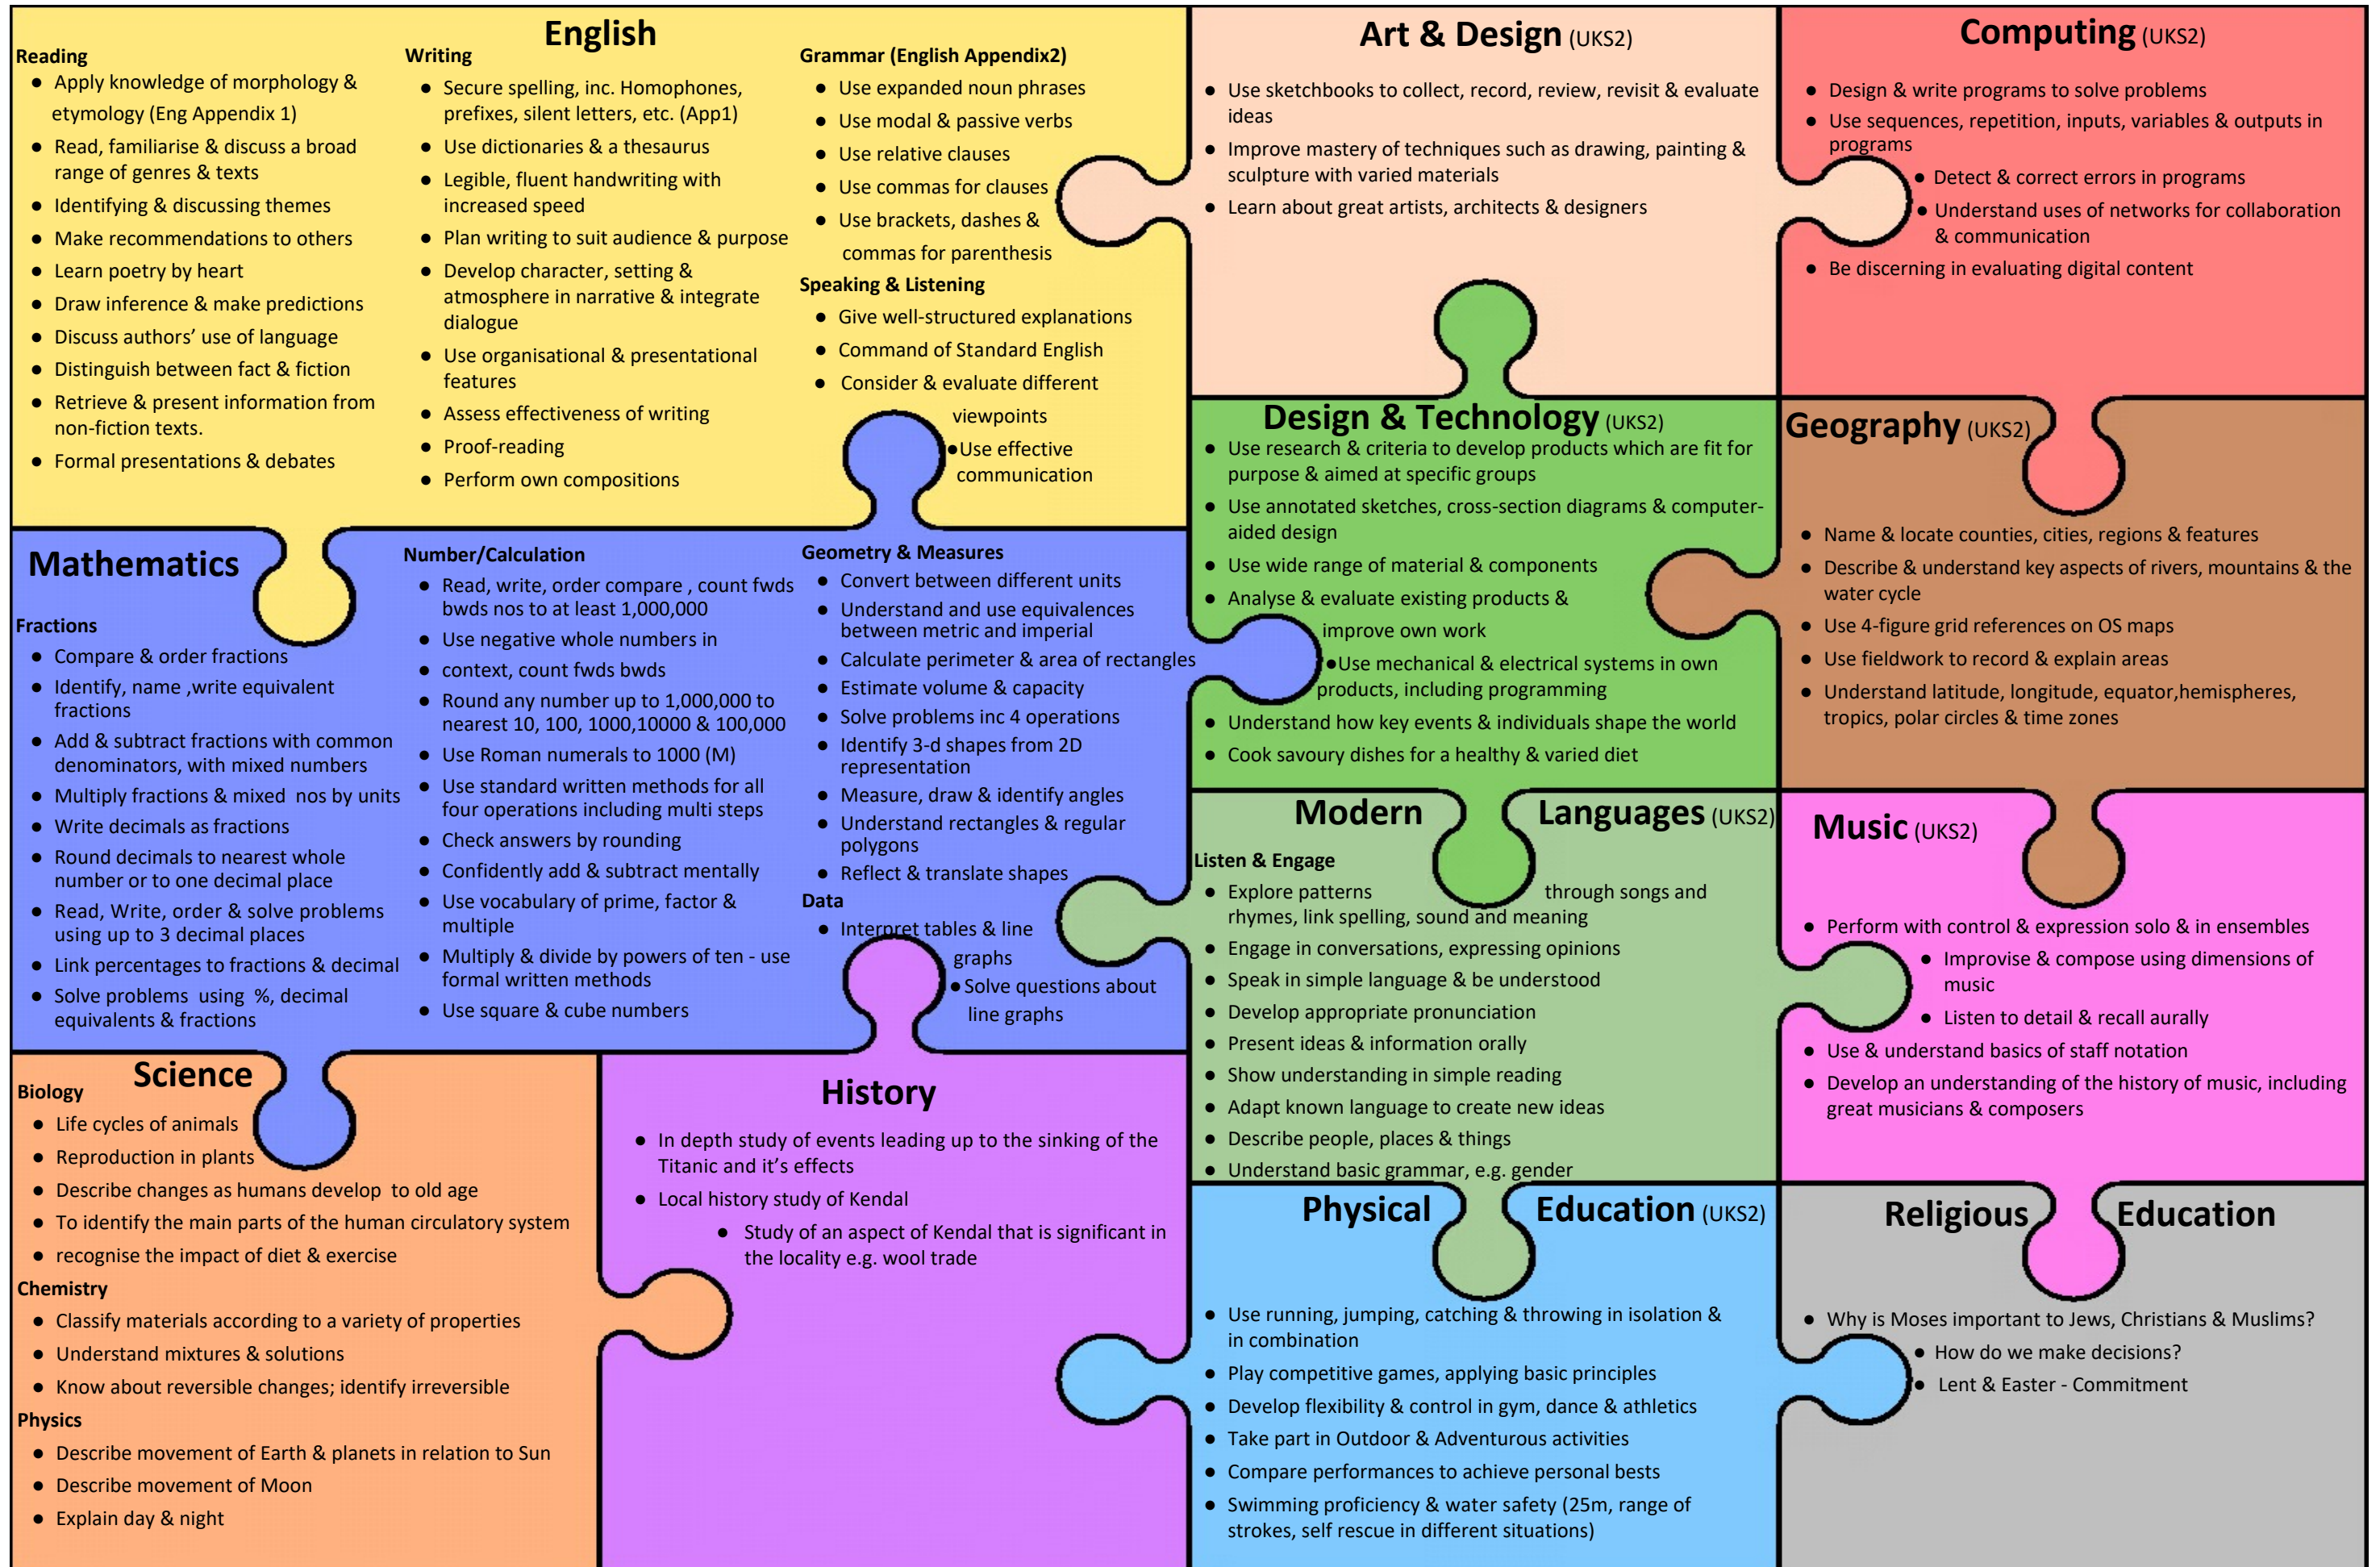 English
Reading
● Apply knowledge of morphology &
etymology (Eng Appendix 1)
● Read, familiarise & discuss a broad
range of genres & texts
● Identifying & discussing themes
● Make recommendations to others
● Learn poetry by heart
● Draw inference & make predictions
● Discuss authors’ use of language
● Distinguish between fact & fiction
● Retrieve & present information from
non-fiction texts.
● Formal presentations & debates
Writing
● Secure spelling, inc. Homophones,
prefixes, silent letters, etc. (App1)
● Use dictionaries & a thesaurus
● Legible, fluent handwriting with
increased speed
● Plan writing to suit audience & purpose
● Develop character, setting &
atmosphere in narrative & integrate
dialogue
● Use organisational & presentational
features
● Assess effectiveness of writing
● Proof-reading
● Perform own compositions
Grammar (English Appendix2)
● Use expanded noun phrases
● Use modal & passive verbs
● Use relative clauses
● Use commas for clauses
● Use brackets, dashes &
commas for parenthesis
Speaking & Listening
● Give well-structured explanations
● Command of Standard English
● Consider & evaluate different
viewpoints
●Use effective
communication
Art & Design (UKS2)
● Use sketchbooks to collect, record, review, revisit & evaluate
ideas
● Improve mastery of techniques such as drawing, painting &
sculpture with varied materials
● Learn about great artists, architects & designers
Computing (UKS2)
● Design & write programs to solve problems
● Use sequences, repetition, inputs, variables & outputs in
programs
● Detect & correct errors in programs
● Understand uses of networks for collaboration
& communication
● Be discerning in evaluating digital content
Mathematics
Fractions
● Compare & order fractions
● Identify, name ,write equivalent
fractions
● Add & subtract fractions with common
denominators, with mixed numbers
● Multiply fractions & mixed nos by units
● Write decimals as fractions
● Round decimals to nearest whole
number or to one decimal place
● Read, Write, order & solve problems
using up to 3 decimal places
● Link percentages to fractions & decimal
● Solve problems using %, decimal
equivalents & fractions
Number/Calculation
● Read, write, order compare , count fwds
bwds nos to at least 1,000,000
● Use negative whole numbers in
● context, count fwds bwds
● Round any number up to 1,000,000 to
nearest 10, 100, 1000,10000 & 100,000
● Use Roman numerals to 1000 (M)
● Use standard written methods for all
four operations including multi steps
● Check answers by rounding
● Confidently add & subtract mentally
● Use vocabulary of prime, factor &
multiple
● Multiply & divide by powers of ten - use
formal written methods
● Use square & cube numbers
Geometry & Measures
● Convert between different units
● Understand and use equivalences
between metric and imperial
● Calculate perimeter & area of rectangles
● Estimate volume & capacity
● Solve problems inc 4 operations
● Identify 3-d shapes from 2D
representation
● Measure, draw & identify angles
● Understand rectangles & regular
polygons
● Reflect & translate shapes
Data
● Interpret tables & line
graphs
● Solve questions about
line graphs
Design & Technology (UKS2)
● Use research & criteria to develop products which are fit for
purpose & aimed at specific groups
● Use annotated sketches, cross-section diagrams & computer-
aided design
● Use wide range of material & components
● Analyse & evaluate existing products &
improve own work
●Use mechanical & electrical systems in own
products, including programming
● Understand how key events & individuals shape the world
● Cook savoury dishes for a healthy & varied diet
Geography (UKS2)
● Name & locate counties, cities, regions & features
● Describe & understand key aspects of rivers, mountains & the
water cycle
● Use 4-figure grid references on OS maps
● Use fieldwork to record & explain areas
● Understand latitude, longitude, equator,hemispheres,
tropics, polar circles & time zones
Modern Languages (UKS2)
Listen & Engage
● Explore patterns through songs and
rhymes, link spelling, sound and meaning
● Engage in conversations, expressing opinions
● Speak in simple language & be understood
● Develop appropriate pronunciation
● Present ideas & information orally
● Show understanding in simple reading
● Adapt known language to create new ideas
● Describe people, places & things
● Understand basic grammar, e.g. gender
Music (UKS2)
● Perform with control & expression solo & in ensembles
● Improvise & compose using dimensions of
music
● Listen to detail & recall aurally
● Use & understand basics of staff notation
● Develop an understanding of the history of music, including
great musicians & composers
Science
Biology
● Life cycles of animals
● Reproduction in plants
● Describe changes as humans develop to old age
● To identify the main parts of the human circulatory system
● recognise the impact of diet & exercise
Chemistry
● Classify materials according to a variety of properties
● Understand mixtures & solutions
● Know about reversible changes; identify irreversible
Physics
● Describe movement of Earth & planets in relation to Sun
● Describe movement of Moon
● Explain day & night
History
● In depth study of events leading up to the sinking of the
Titanic and it’s effects
● Local history study of Kendal
● Study of an aspect of Kendal that is significant in
the locality e.g. wool trade
Physical Education (UKS2)
● Use running, jumping, catching & throwing in isolation &
in combination
● Play competitive games, applying basic principles
● Develop flexibility & control in gym, dance & athletics
● Take part in Outdoor & Adventurous activities
● Compare performances to achieve personal bests
● Swimming proficiency & water safety (25m, range of
strokes, self rescue in different situations)
Religious Education
● Why is Moses important to Jews, Christians & Muslims?
● How do we make decisions?
● Lent & Easter - Commitment